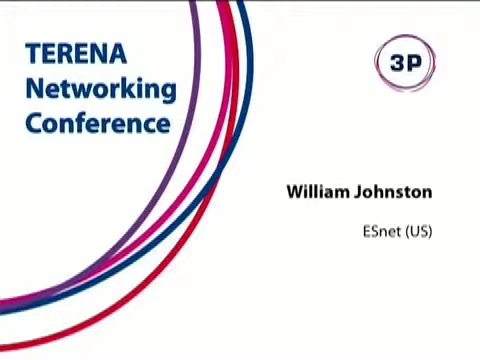 TERENA
Networking
Conference
3P
William Johnston
ESnet (US)